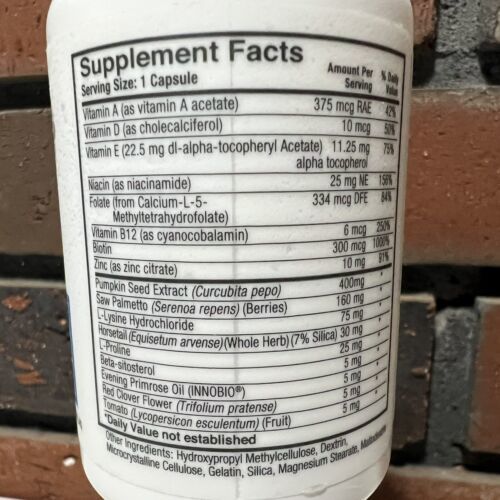 Supplement Facts
Serving Size: 1 Capsule
Amount Per Serving % Daily Value
Vitamin A (as vitamin A acetate) 375 mcg RAE 42%
Vitamin D (as cholecalciferol) 10 mcg 50%
Vitamin E (22.5 mg dl-alpha-tocopheryl Acetate) 11.25 mg 75%
alpha tocopherol
Niacin (as niacinamide) 25 mg NE 156%
Folate (from Calcium-L-5- 334 mcg DFE 84%
Methyltetrahydrofolate)
Vitamin B12 (as cyanocobalamin) 6 mcg 250%
Biotin 300 mcg 1000%
Zinc (as zinc citrate) 10 mg 91%
Pumpkin Seed Extract (Curcubita pepo) 400mg *
Saw Palmetto (Serenoa repens) (Berries) 160 mg *
L-Lysine Hydrochloride 75 mg *
Horsetail (Equisetum arvense) (Whole Herb) (7% Silica) 30 mg *
L-Proline 25 mg *
Beta-sitosterol 5 mg *
Evening Primrose Oil (INNOBIO®) 5 mg *
Red Clover Flower (Trifolium pratense) 5 mg *
Tomato (Lycopersicon esculentum) (Fruit) 5 mg *
*Daily Value not established
Other Ingredients: Hydroxypropyl Methylcellulose, Dextrin,
Microcrystalline Cellulose, Gelatin, Silica, Magnesium Stearate,